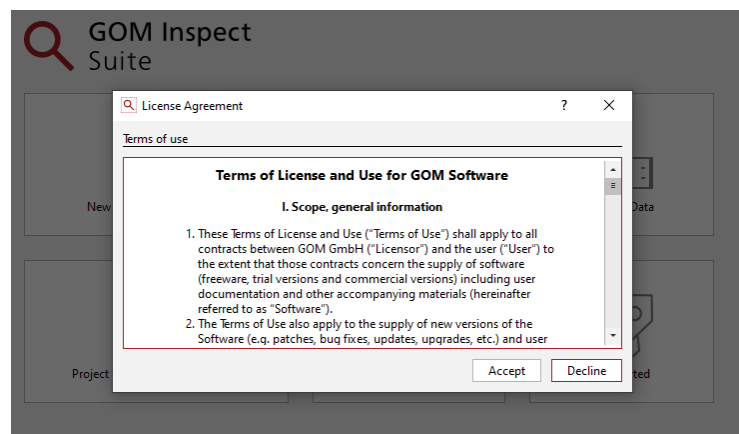 GOM Inspect
Suite
License Agreement
?
Terms of use
Terms of License and Use for GOM Software
I. Scope, general information
1. These Terms of License and Use (“Terms of Use”) shall apply to all
contracts between GOM GmbH (“Licensor”) and the user (“User”) to
the extent that those contracts concern the supply of software
(freeware, trial versions and commercial versions) including user
documentation and other accompanying materials (hereinafter
referred to as “Software”).
2. The Terms of Use also apply to the supply of new versions of the
Software (e.g. patches, bug fixes, updates, upgrades, etc.) and user
New
Data
Accept
Decline
Project